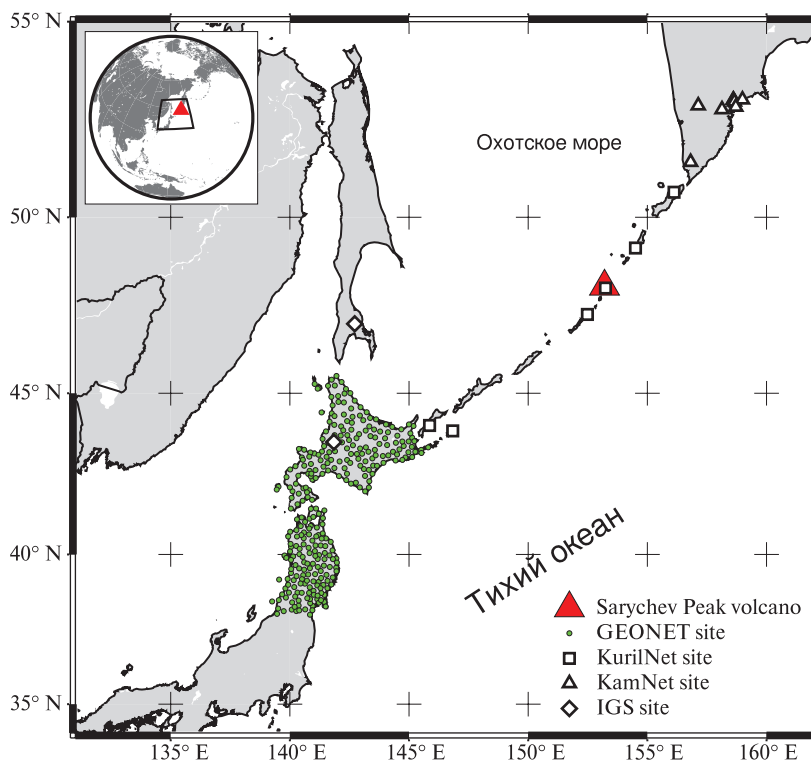 55° N
Охотское море
50° N
45° N
40° N
Тихий океан
Sarychev Peak volcano
GEONET site
KurilNet site
KamNet site
IGS site
35° N
135° E 140° E 145° E 150° E 155° E 160° E